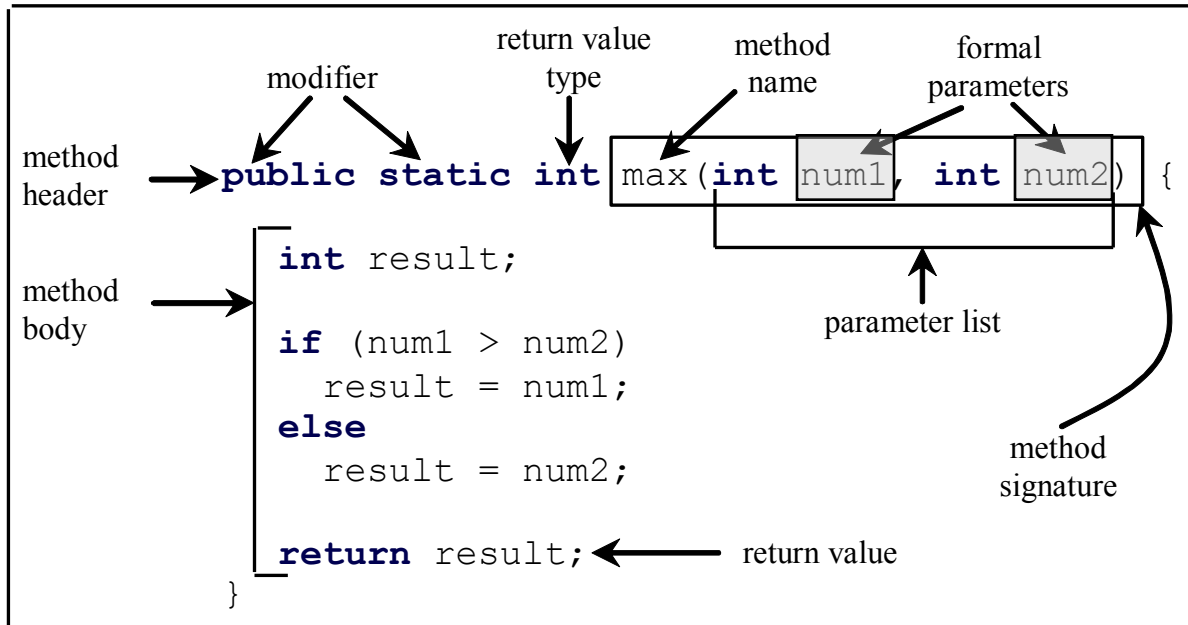 return value
type
method
name
formal
parameters
modifier
method
header
public static int max(int num1, int num2) {
method
body
int result;
if (num1 > num2)
result = num1;
else
result = num2;
return result;
}
parameter list
method
signature
return value